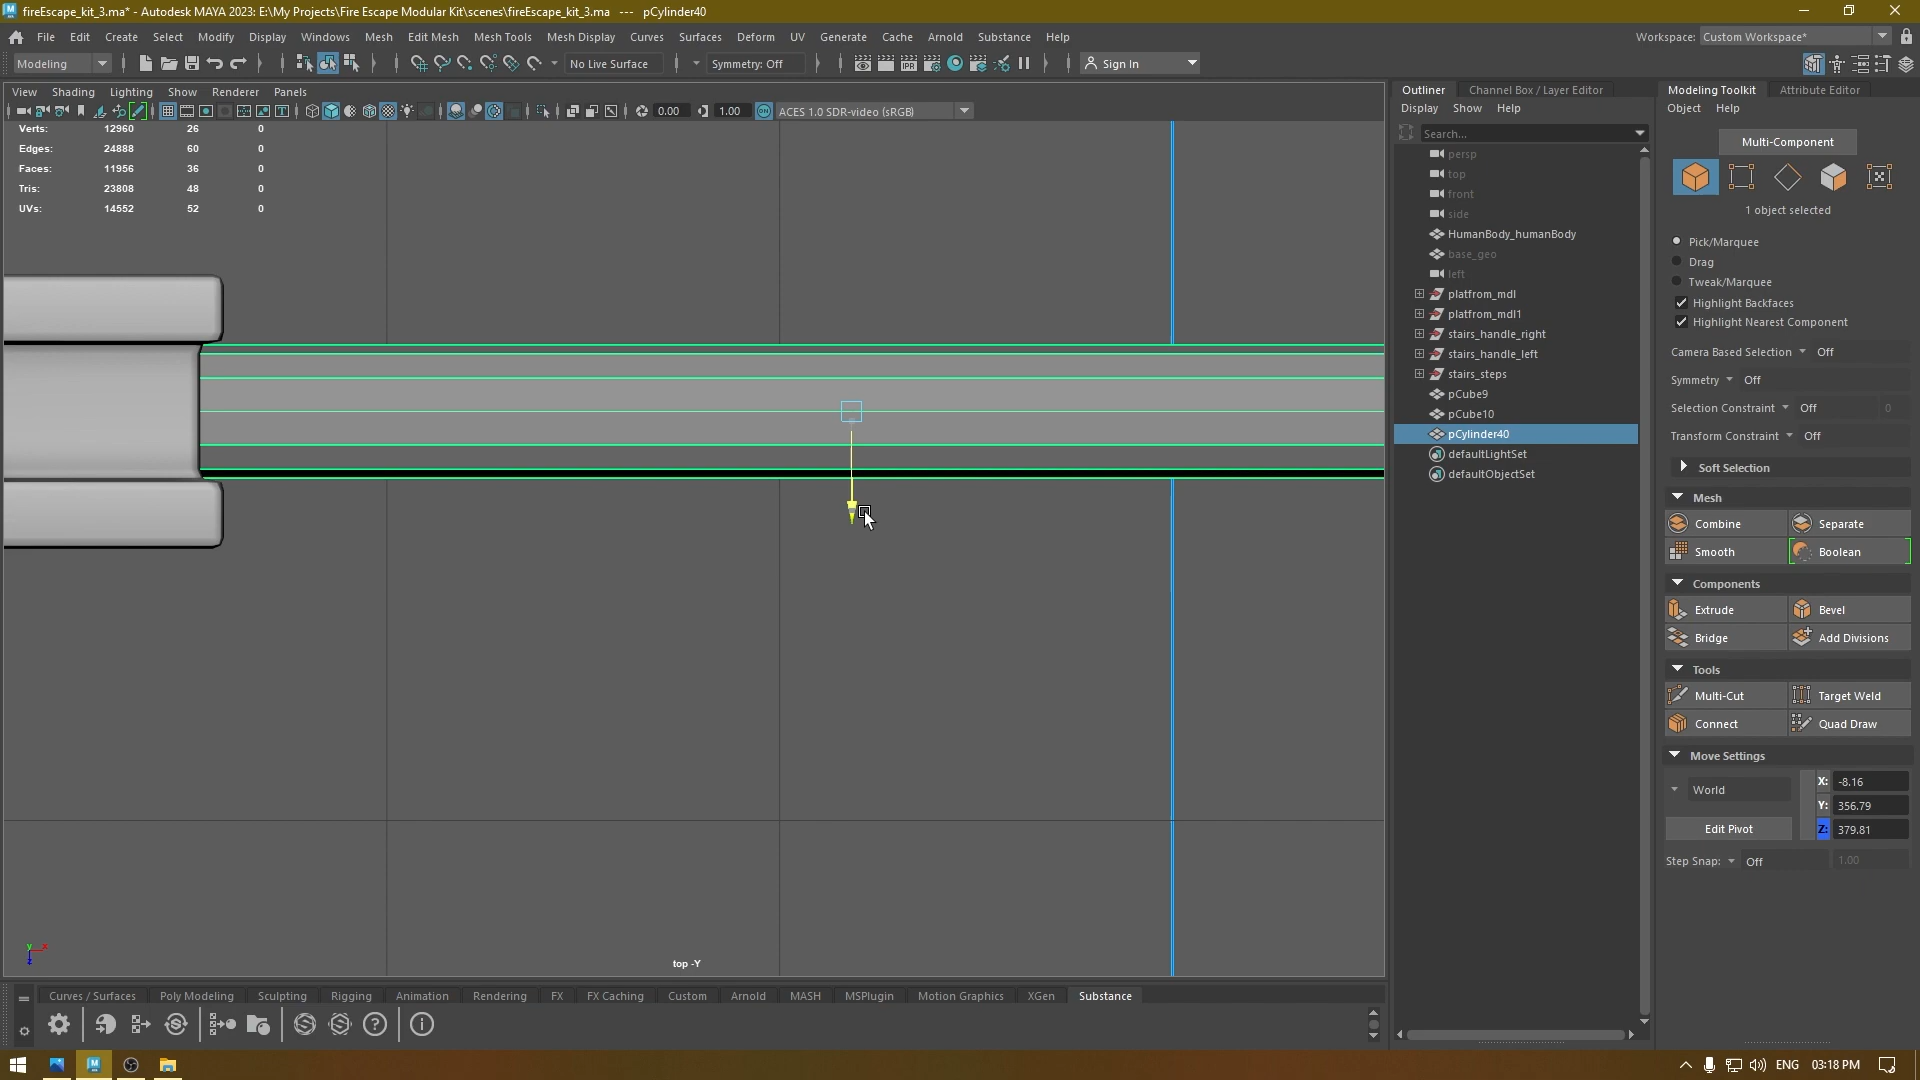 fireEscape_kit_3.ma* - Autodesk MAYA 2023: E:\My Projects\Fire Escape Modular Kit\scenes\fireEscape_kit_3.ma --- pCylinder40
File Edit Create Select Modify Display Windows Mesh Edit Mesh Mesh Tools Mesh Display Curves Surfaces Deform UV Generate Cache Arnold Substance Help
Workspace: Custom Workspace*
Modeling
No Live Surface
Symmetry: Off
IPR
Sign In
View Shading Lighting Show Renderer Panels
0.00
1.00
ON
ACES 1.0 SDR-video (sRGB)
Verts: 12960 26 0
Edges: 24888 60 0
Faces: 11956 36 0
Tris: 23808 48 0
UVs: 14552 52 0
y x
z
top -Y
Outliner
Channel Box / Layer Editor
Display Show Help
Search...
persp
top
front
side
HumanBody_humanBody
base_geo
left
platfrom_mdl
platfrom_mdl1
stairs_handle_right
stairs_handle_left
stairs_steps
pCube9
pCube10
pCylinder40
defaultLightSet
defaultObjectSet
Modeling Toolkit
Attribute Editor
Object Help
Multi-Component
1 object selected
Pick/Marquee
Drag
Tweak/Marquee
Highlight Backfaces
Highlight Nearest Component
Camera Based Selection Off
Symmetry Off
Selection Constraint Off 0
Transform Constraint Off
Soft Selection
Mesh
Combine
Separate
Smooth
Boolean
Components
Extrude
Bevel
Bridge
Add Divisions
Tools
Multi-Cut
Target Weld
Connect
Quad Draw
Move Settings
World
X: -8.16
Y: 356.79
Edit Pivot
Z: 379.81
Step Snap: Off 1.00
Curves / Surfaces Poly Modeling Sculpting Rigging Animation Rendering FX FX Caching Custom Arnold MASH MSPlugin Motion Graphics XGen Substance
ENG 03:18 PM